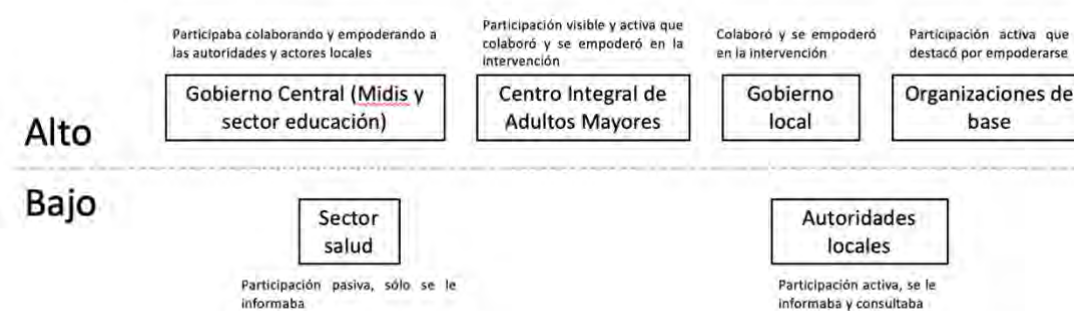 Participaba colaborando y empoderando a
las autoridades y actores locales
Participación visible y activa que
colaboró y se empoderó en la
intervención
Colaboró y se empoderó
en la intervención
Participación activa que
destacó por empoderarse
Alto
Gobierno Central (Midis y
sector educación)
Centro Integral de
Adultos Mayores
Gobierno
local
Organizaciones de
base
Bajo
Sector
salud
Participación pasiva, sólo se le
informaba
Autoridades
locales
Participación activa, se le
informaba y consultaba